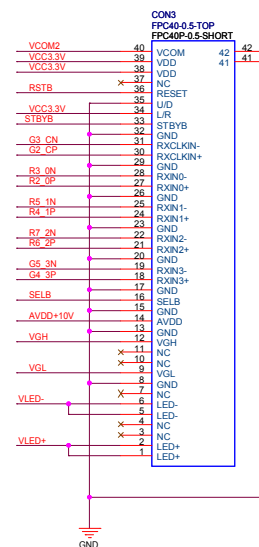 CON3
FPC40-0.5-TOP
FPC40P-0.5-SHORT
VCOM2 40 VCOM 42 42
VCC3.3V 39 VDD 41 41
VCC3.3V 38 VDD
37 NC
RSTB 36 RESET
35 U/D
VCC3.3V 34 L/R
STBYB 33 STBYB
32 GND
G3_CN 31 RXCLKIN-
G2_CP 30 RXCLKIN+
29 GND
R3_0N 28 RXIN0-
R2_0P 27 RXIN0+
26 GND
R5_1N 25 RXIN1-
R4_1P 24 RXIN1+
23 GND
R7_2N 22 RXIN2-
R6_2P 21 RXIN2+
20 GND
G5_3N 19 RXIN3-
G4_3P 18 RXIN3+
17 GND
SELB 16 SELB
15 GND
AVDD+10V 14 AVDD
13 GND
VGH 12 VGH
11 NC
10 NC
VGL 9 VGL
8 GND
7 NC
VLED- 6 LED-
5 LED-
4 NC
3 NC
VLED+ 2 LED+
1 LED+
GND